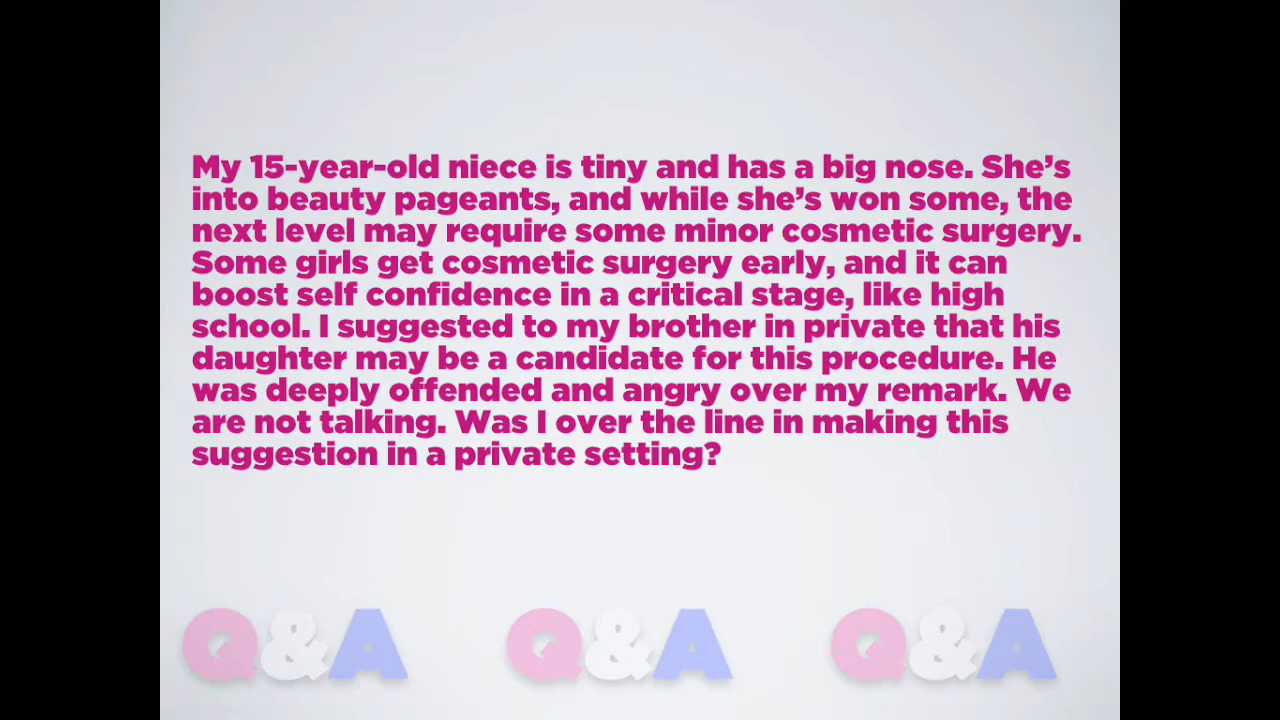 My 15-year-old niece is tiny and has a big nose. She’s
into beauty pageants, and while she’s won some, the
next level may require some minor cosmetic surgery.
Some girls get cosmetic surgery early, and it can
boost self confidence in a critical stage, like high
school. I suggested to my brother in private that his
daughter may be a candidate for this procedure. He
was deeply offended and angry over my remark. We
are not talking. Was I over the line in making this
suggestion in a private setting?
Q&A Q&A Q&A